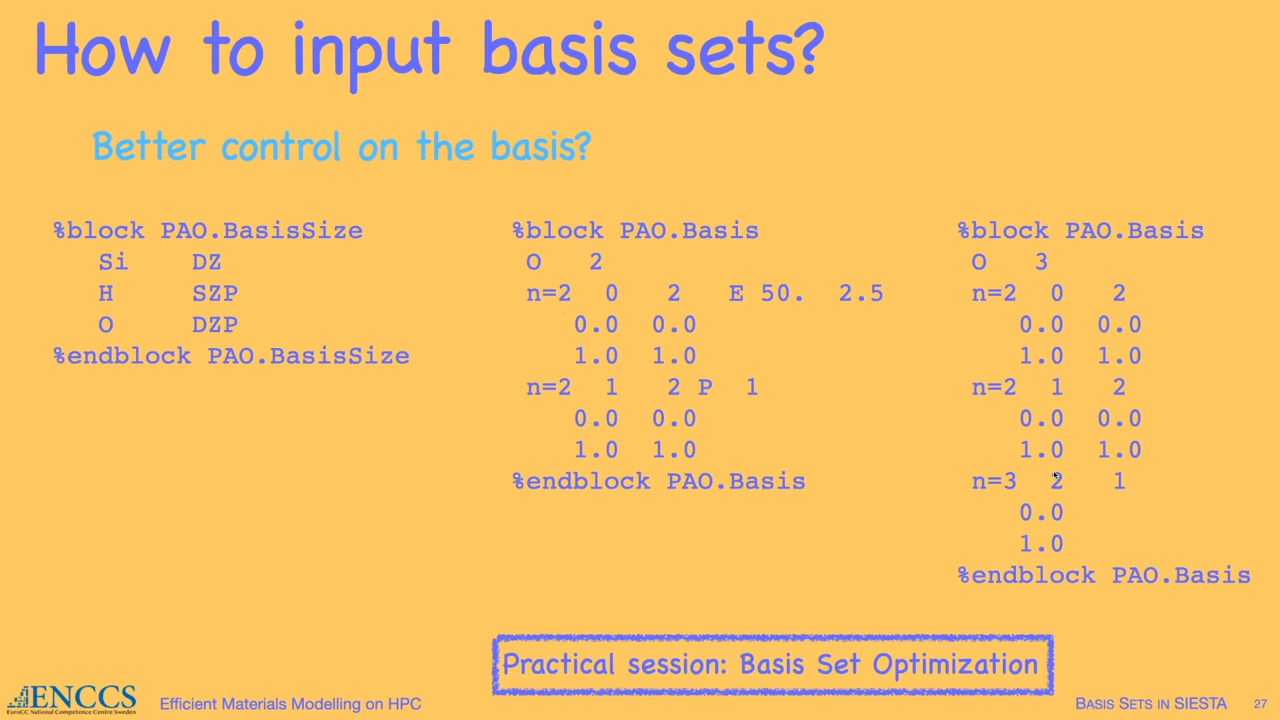 How to input basis sets?
Better control on the basis?
%block PAO.BasisSize
Si DZ
H SZP
O DZP
%endblock PAO.BasisSize
%block PAO.Basis
O 2
n=2 0 2 E 50. 2.5
0.0 0.0
1.0 1.0
n=2 1 2 P 1
0.0 0.0
1.0 1.0
%endblock PAO.Basis
%block PAO.Basis
O 3
n=2 0 2
0.0 0.0
1.0 1.0
n=2 1 2
0.0 0.0
1.0 1.0
n=3 2 1
0.0
1.0
%endblock PAO.Basis
Practical session: Basis Set Optimization
ENCCS
EuroCC National Competence Centre Sweden
Efficient Materials Modelling on HPC
BASIS SETS IN SIESTA 27